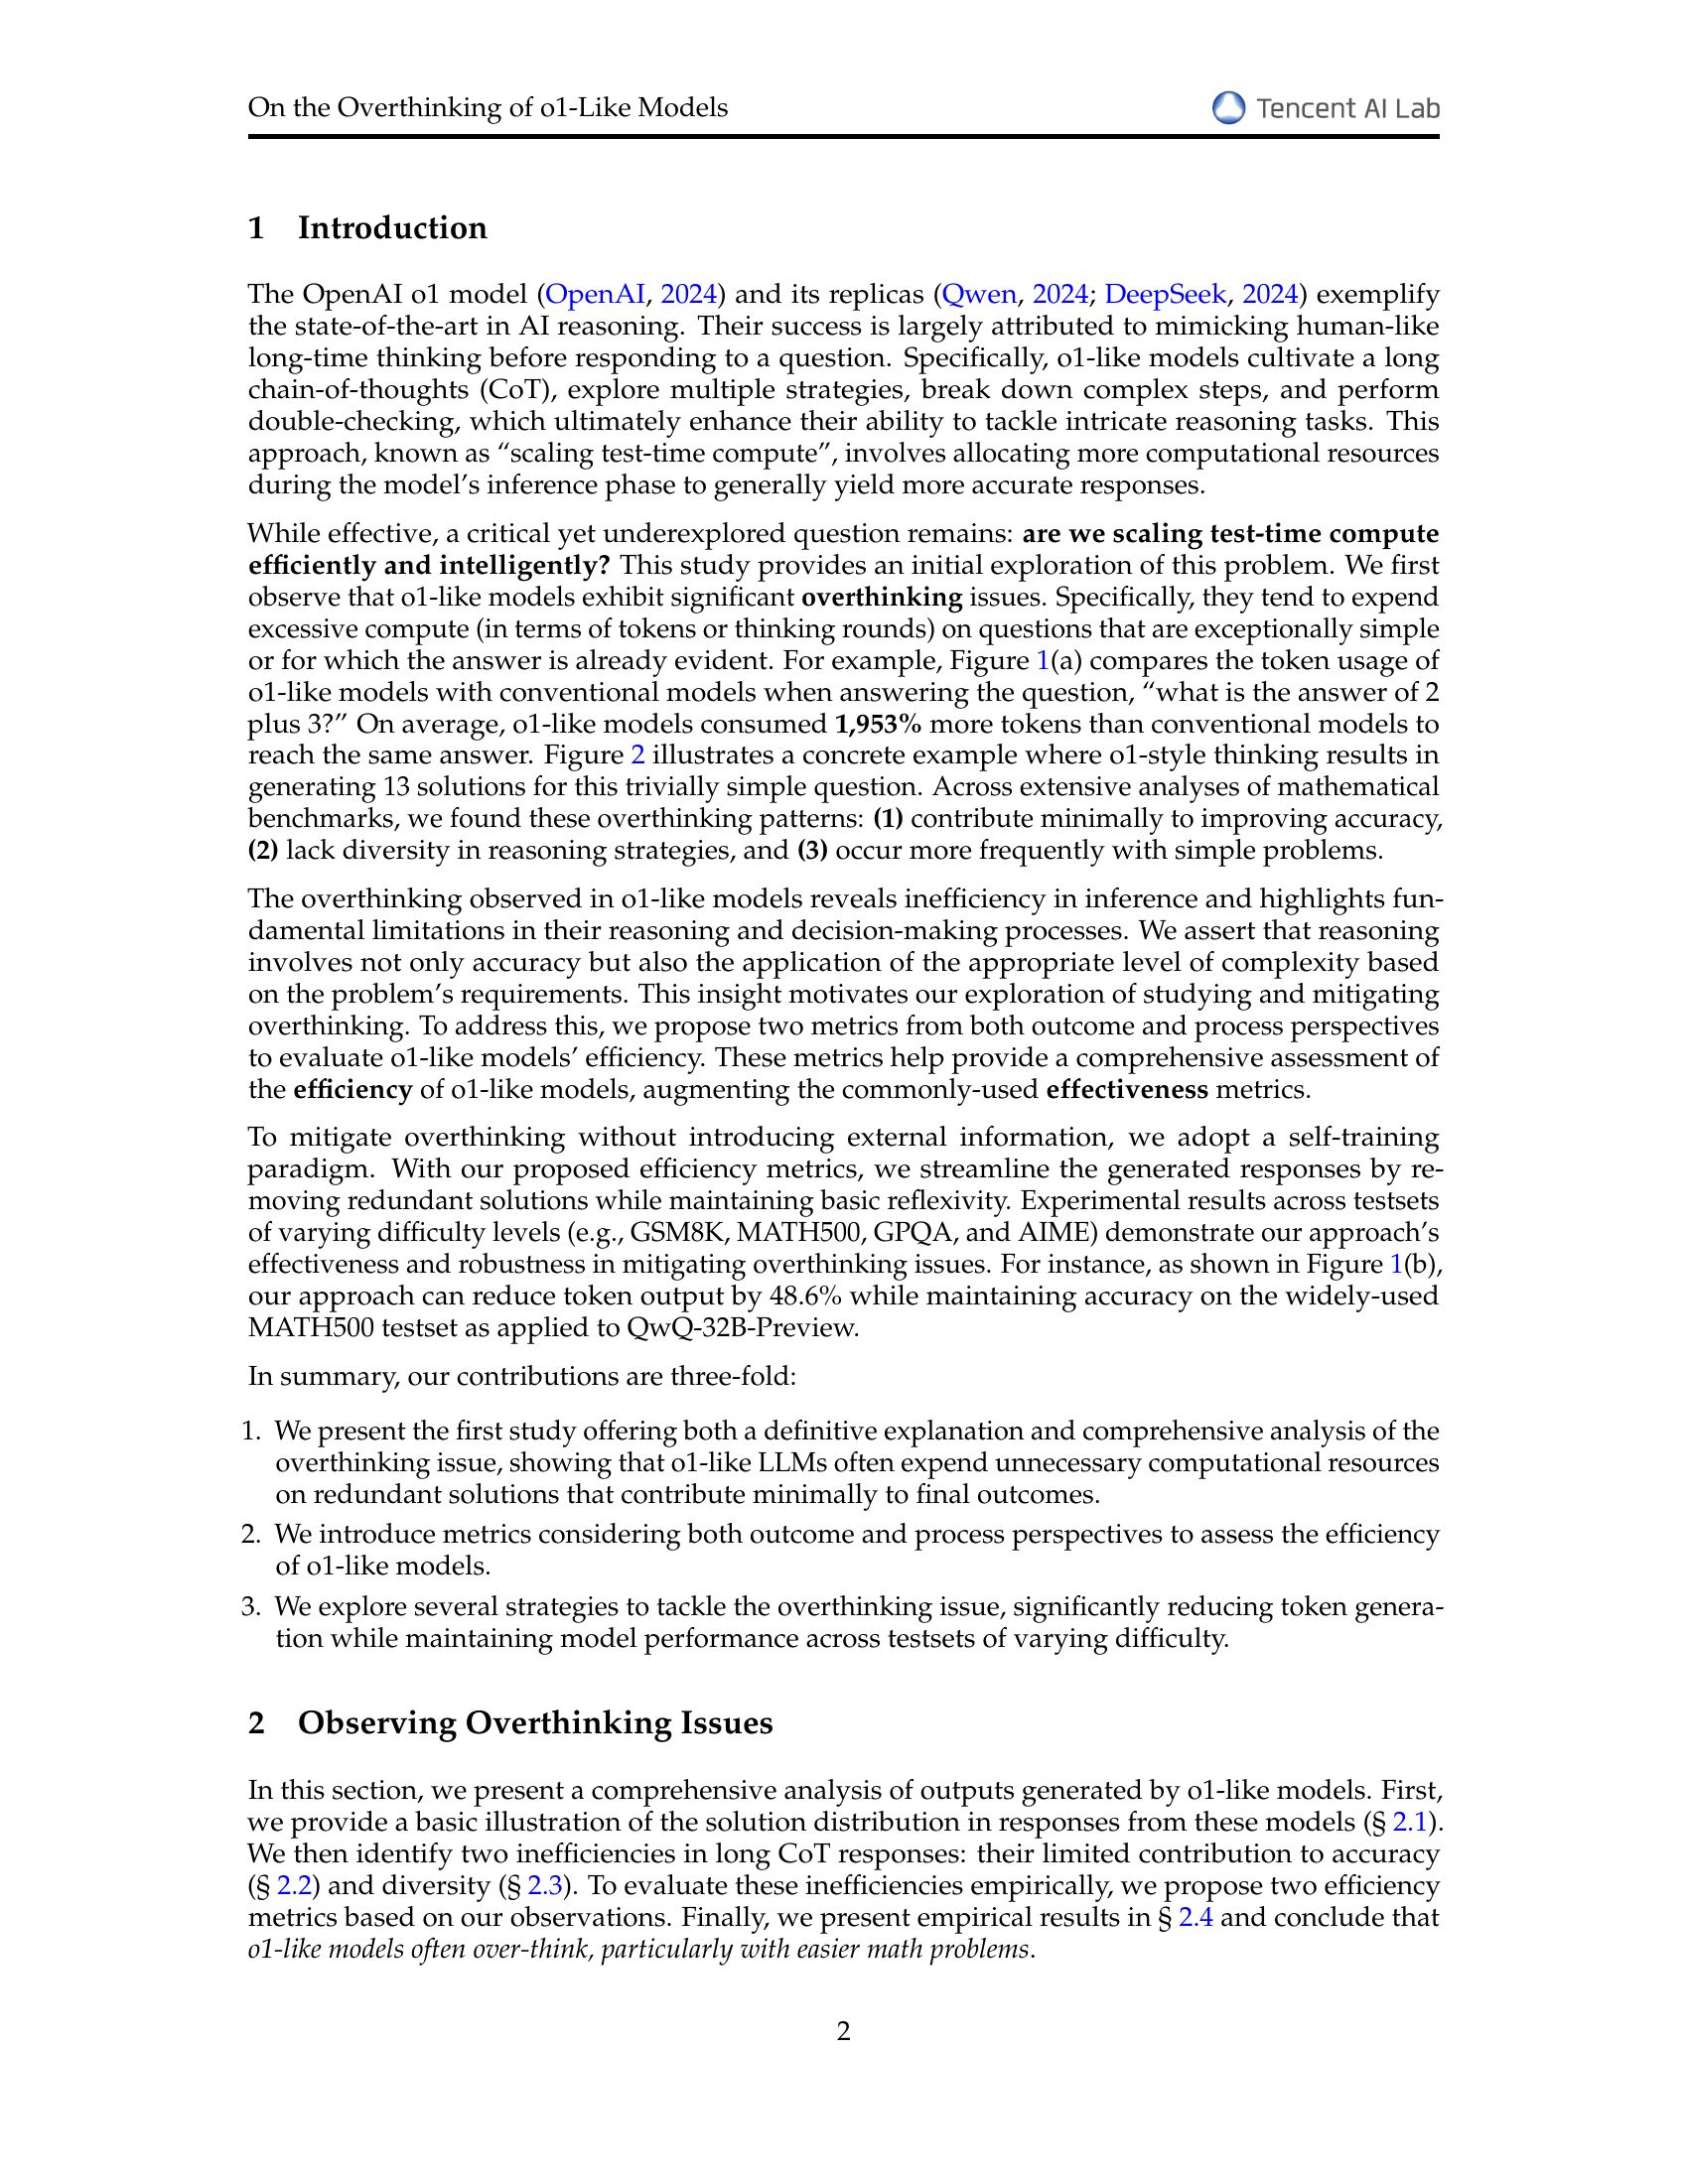 On the Overthinking of o1-Like Models
Tencent AI Lab
1 Introduction
The OpenAI o1 model (OpenAI, 2024) and its replicas (Qwen, 2024; DeepSeek, 2024) exemplify
the state-of-the-art in AI reasoning. Their success is largely attributed to mimicking human-like
long-time thinking before responding to a question. Specifically, o1-like models cultivate a long
chain-of-thoughts (CoT), explore multiple strategies, break down complex steps, and perform
double-checking, which ultimately enhance their ability to tackle intricate reasoning tasks. This
approach, known as “scaling test-time compute”, involves allocating more computational resources
during the model’s inference phase to generally yield more accurate responses.
While effective, a critical yet underexplored question remains: are we scaling test-time compute
efficiently and intelligently? This study provides an initial exploration of this problem. We first
observe that o1-like models exhibit significant overthinking issues. Specifically, they tend to expend
excessive compute (in terms of tokens or thinking rounds) on questions that are exceptionally simple
or for which the answer is already evident. For example, Figure 1(a) compares the token usage of
o1-like models with conventional models when answering the question, “what is the answer of 2
plus 3?” On average, o1-like models consumed 1,953% more tokens than conventional models to
reach the same answer. Figure 2 illustrates a concrete example where o1-style thinking results in
generating 13 solutions for this trivially simple question. Across extensive analyses of mathematical
benchmarks, we found these overthinking patterns: (1) contribute minimally to improving accuracy,
(2) lack diversity in reasoning strategies, and (3) occur more frequently with simple problems.
The overthinking observed in o1-like models reveals inefficiency in inference and highlights fun-
damental limitations in their reasoning and decision-making processes. We assert that reasoning
involves not only accuracy but also the application of the appropriate level of complexity based
on the problem’s requirements. This insight motivates our exploration of studying and mitigating
overthinking. To address this, we propose two metrics from both outcome and process perspectives
to evaluate o1-like models’ efficiency. These metrics help provide a comprehensive assessment of
the efficiency of o1-like models, augmenting the commonly-used effectiveness metrics.
To mitigate overthinking without introducing external information, we adopt a self-training
paradigm. With our proposed efficiency metrics, we streamline the generated responses by re-
moving redundant solutions while maintaining basic reflexivity. Experimental results across testsets
of varying difficulty levels (e.g., GSM8K, MATH500, GPQA, and AIME) demonstrate our approach’s
effectiveness and robustness in mitigating overthinking issues. For instance, as shown in Figure 1(b),
our approach can reduce token output by 48.6% while maintaining accuracy on the widely-used
MATH500 testset as applied to QwQ-32B-Preview.
In summary, our contributions are three-fold:
1. We present the first study offering both a definitive explanation and comprehensive analysis of the
overthinking issue, showing that o1-like LLMs often expend unnecessary computational resources
on redundant solutions that contribute minimally to final outcomes.
2. We introduce metrics considering both outcome and process perspectives to assess the efficiency
of o1-like models.
3. We explore several strategies to tackle the overthinking issue, significantly reducing token genera-
tion while maintaining model performance across testsets of varying difficulty.
2 Observing Overthinking Issues
In this section, we present a comprehensive analysis of outputs generated by o1-like models. First,
we provide a basic illustration of the solution distribution in responses from these models (§ 2.1).
We then identify two inefficiencies in long CoT responses: their limited contribution to accuracy
(§ 2.2) and diversity (§ 2.3). To evaluate these inefficiencies empirically, we propose two efficiency
metrics based on our observations. Finally, we present empirical results in § 2.4 and conclude that
o1-like models often over-think, particularly with easier math problems.
2